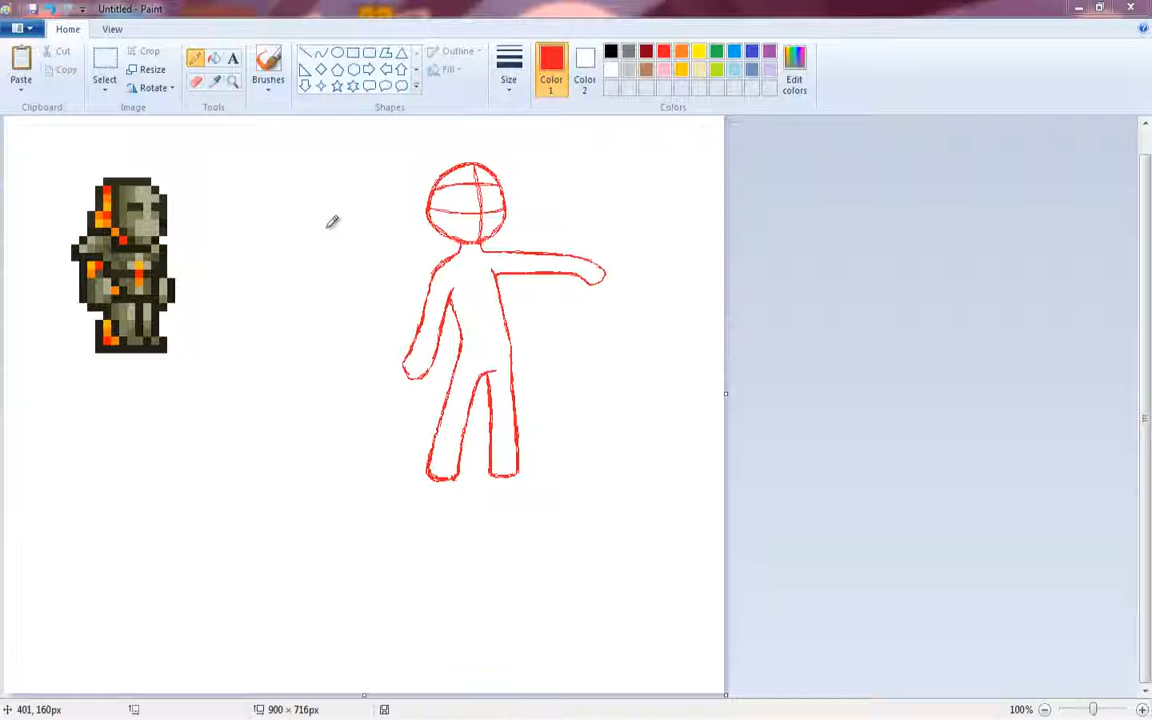 Untitled - Paint
Home View
Paste
Cut
Copy
Clipboard
Select
Crop
Resize
Rotate
Image
A
Tools
Brushes
Shapes
Outline
Fill
Size
Color 1
Color 2
Edit colors
Colors
401, 160px
900 × 716px
100%